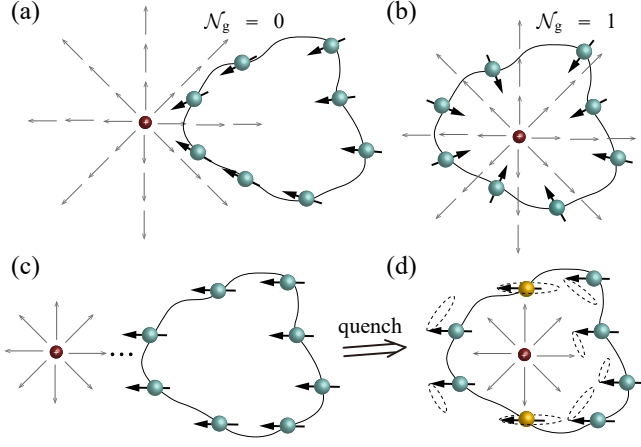 (a) 𝒩g = 0
(b) 𝒩g = 1
(c)
(d)
quench